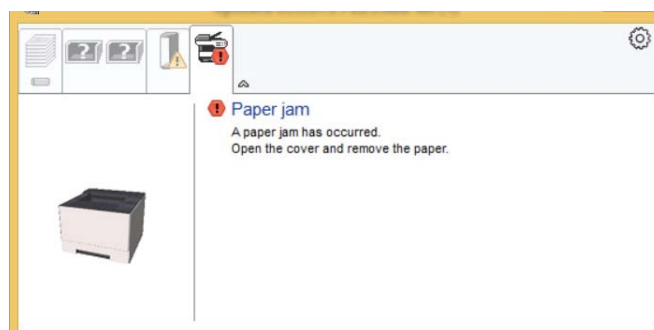 ? ?
Paper jam
A paper jam has occurred.
Open the cover and remove the paper.